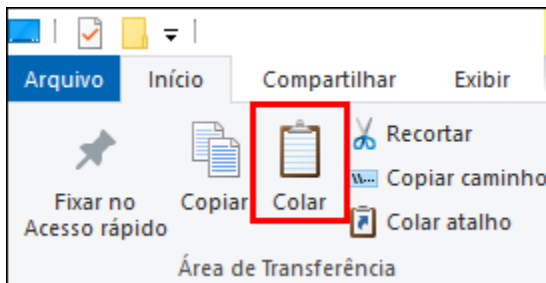 Arquivo Início Compartilhar Exibir
Fixar no
Acesso rápido
Copiar
Colar
Recortar
Copiar caminho
Colar atalho
Área de Transferência